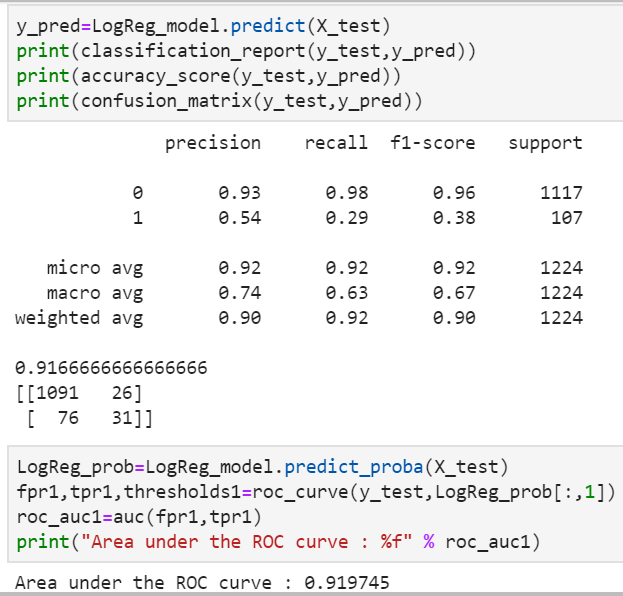 y_pred=LogReg_model.predict(X_test)
print(classification_report(y_test,y_pred))
print(accuracy_score(y_test,y_pred))
print(confusion_matrix(y_test,y_pred))
              precision    recall  f1-score   support

           0       0.93      0.98      0.96      1117
           1       0.54      0.29      0.38       107

   micro avg       0.92      0.92      0.92      1224
   macro avg       0.74      0.63      0.67      1224
weighted avg       0.90      0.92      0.90      1224

0.9166666666666666
[[1091   26]
 [  76   31]]
LogReg_prob=LogReg_model.predict_proba(X_test)
fpr1,tpr1,thresholds1=roc_curve(y_test,LogReg_prob[:,1])
roc_auc1=auc(fpr1,tpr1)
print("Area under the ROC curve : %f" % roc_auc1)
Area under the ROC curve : 0.919745